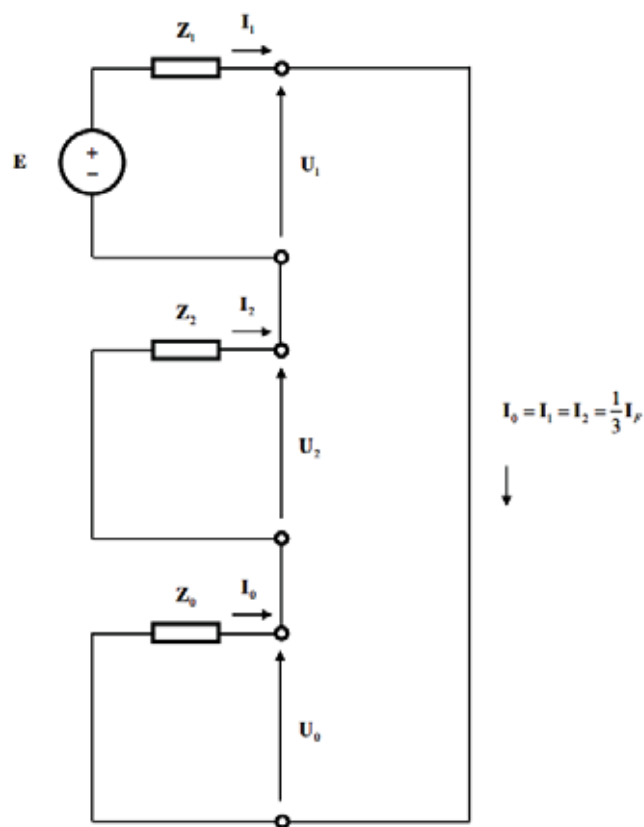 Z₁ I₁
E + −
U₁
Z₂ I₂
U₂
I₀ = I₁ = I₂ = 1/3 I_F
Z₀ I₀
U₀